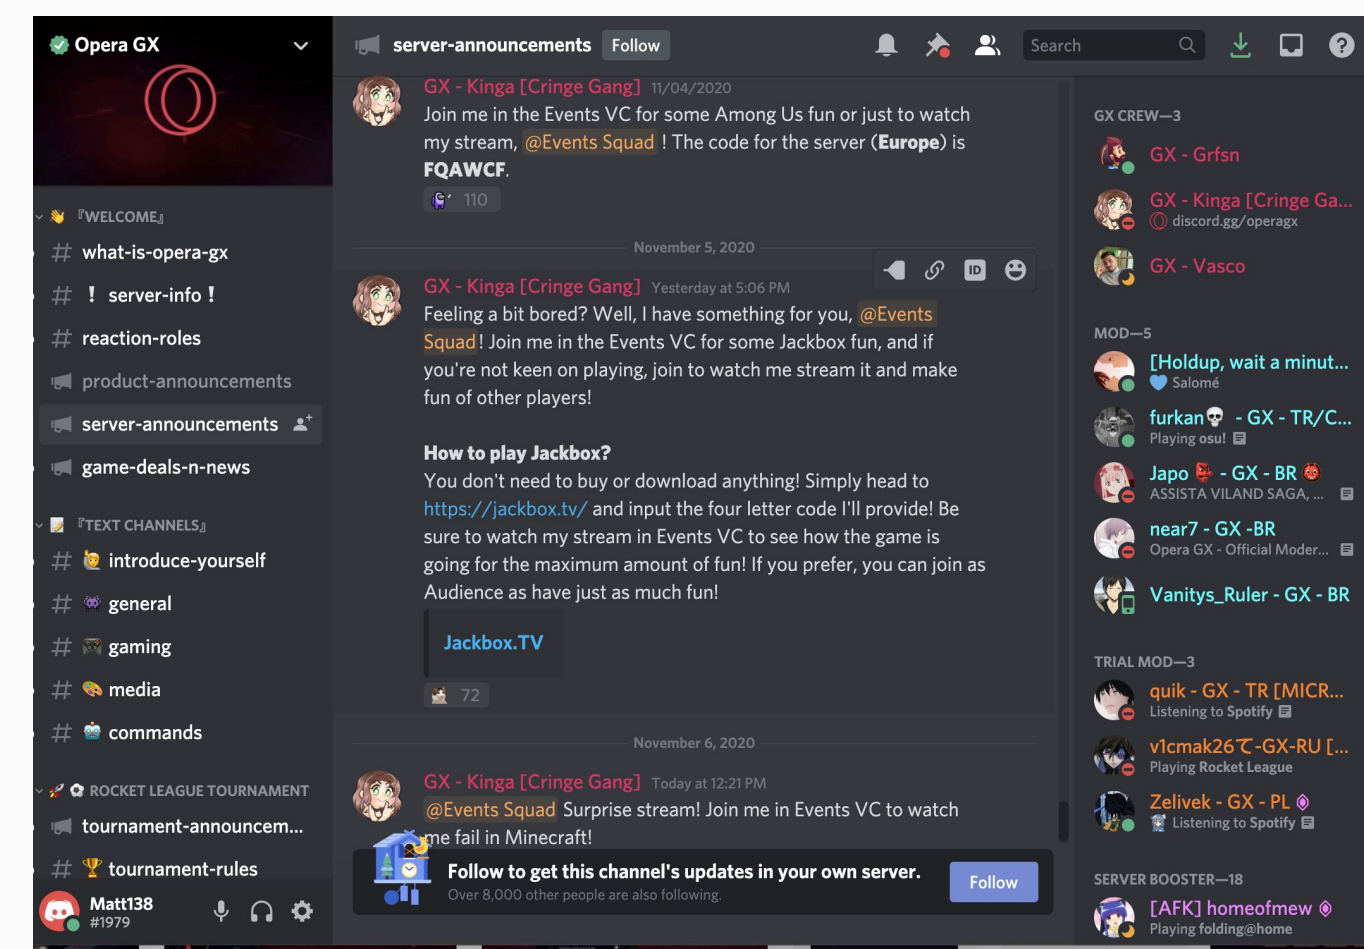 Opera GX
『WELCOME』
what-is-opera-gx
❗ server-info❗
reaction-roles
product-announcements
server-announcements
game-deals-n-news
『TEXT CHANNELS』
introduce-yourself
general
gaming
media
commands
ROCKET LEAGUE TOURNAMENT
tournament-announcem...
tournament-rules
Matt138
#1979
server-announcements Follow
Search
GX - Kinga [Cringe Gang] 11/04/2020
Join me in the Events VC for some Among Us fun or just to watch
my stream, @Events Squad ! The code for the server (Europe) is
FQAWCF.
110
November 5, 2020
ID
GX - Kinga [Cringe Gang] Yesterday at 5:06 PM
Feeling a bit bored? Well, I have something for you, @Events
Squad! Join me in the Events VC for some Jackbox fun, and if
you're not keen on playing, join to watch me stream it and make
fun of other players!
How to play Jackbox?
You don't need to buy or download anything! Simply head to
https://jackbox.tv/ and input the four letter code I'll provide! Be
sure to watch my stream in Events VC to see how the game is
going for the maximum amount of fun! If you prefer, you can join as
Audience as have just as much fun!
Jackbox.TV
72
November 6, 2020
GX - Kinga [Cringe Gang] Today at 12:21 PM
@Events Squad Surprise stream! Join me in Events VC to watch
me fail in Minecraft!
Follow to get this channel's updates in your own server.
Over 8,000 other people are also following.
Follow
GX CREW—3
GX - Grfsn
GX - Kinga [Cringe Ga...
discord.gg/operagx
GX - Vasco
MOD—5
[Holdup, wait a minut...
Salomé
furkan💀 - GX - TR/C...
Playing osu!
Japo 👺 - GX - BR 👹
ASSISTA VILAND SAGA, ...
near7 - GX -BR
Opera GX - Official Moder...
Vanitys_Ruler - GX - BR
TRIAL MOD—3
quik - GX - TR [MICR...
Listening to Spotify
v1cmak26て-GX-RU [...
Playing Rocket League
Zelivek - GX - PL
Listening to Spotify
SERVER BOOSTER—18
[AFK] homeofmew
Playing folding@home